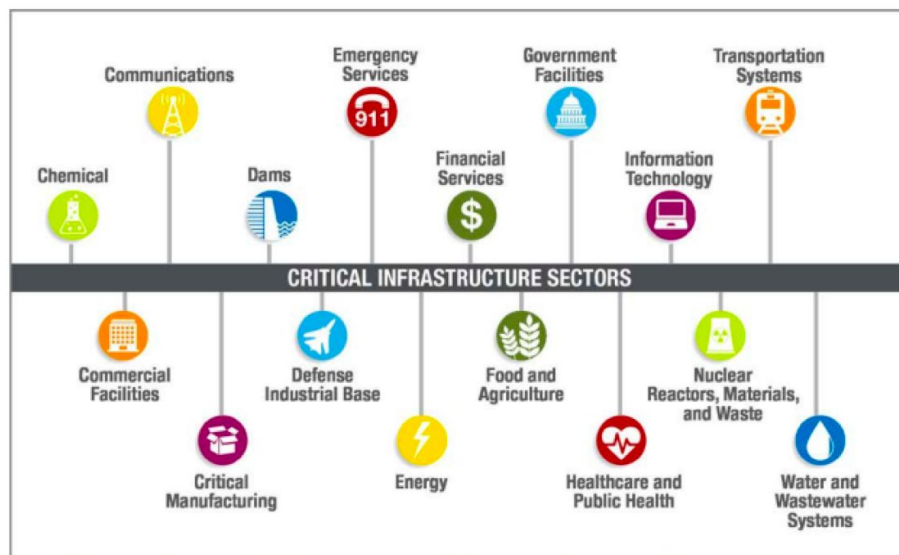 Communications
Emergency
Services
911
Government
Facilities
Transportation
Systems
Chemical
Dams
Financial
Services
$
Information
Technology
CRITICAL INFRASTRUCTURE SECTORS
Commercial
Facilities
Defense
Industrial Base
Food and
Agriculture
Nuclear
Reactors, Materials,
and Waste
Critical
Manufacturing
Energy
Healthcare and
Public Health
Water and
Wastewater
Systems